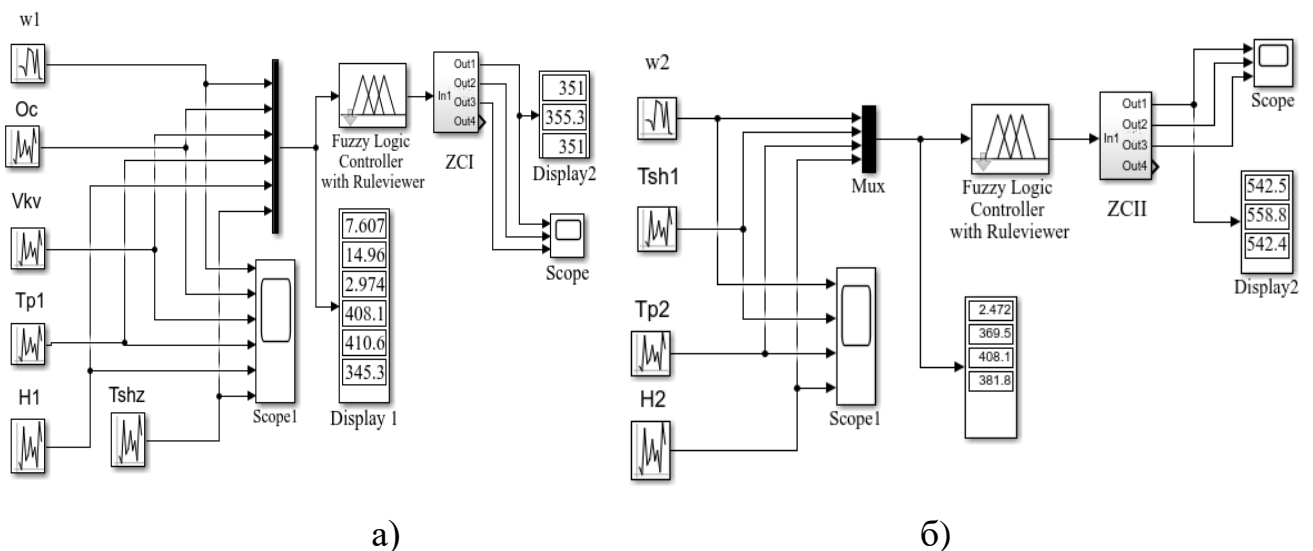 w1
Oc
Vkv
Tp1
H1
Tshz
Scope1
Fuzzy Logic
Controller
with Ruleviewer
In1
Out1
Out2
Out3
Out4
ZCI
351
355.3
351
Display2
Scope
7.607
14.96
2.974
408.1
410.6
345.3
Display 1
a)
w2
Tsh1
Tp2
H2
Mux
Scope1
Fuzzy Logic
Controller
with Ruleviewer
In1
Out1
Out2
Out3
Out4
ZCII
Scope
542.5
558.8
542.4
Display2
2.472
369.5
408.1
381.8
б)